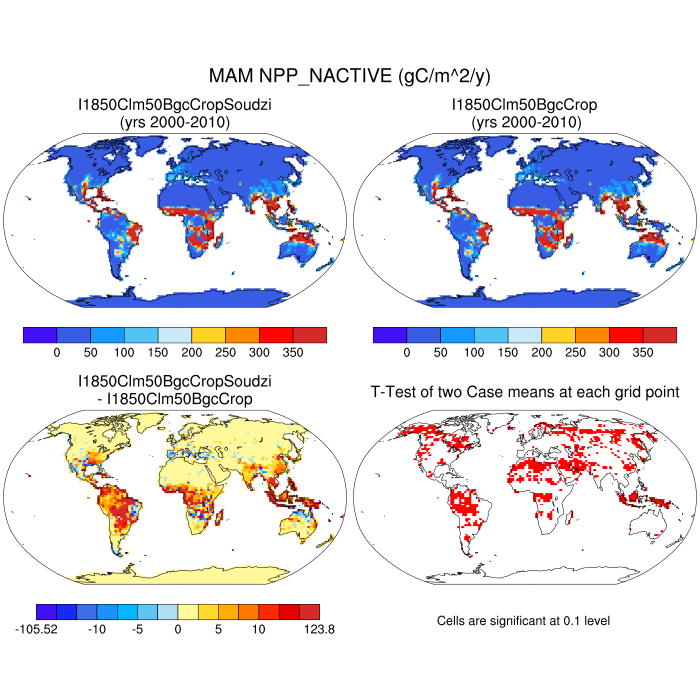 MAM NPP_NACTIVE (gC/m^2/y)
I1850Clm50BgcCropSoudzi
(yrs 2000-2010)
I1850Clm50BgcCrop
(yrs 2000-2010)
0 50 100 150 200 250 300 350
0 50 100 150 200 250 300 350
I1850Clm50BgcCropSoudzi
- I1850Clm50BgcCrop
T-Test of two Case means at each grid point
-105.52 -10 -5 0 5 10 123.8
Cells are significant at 0.1 level